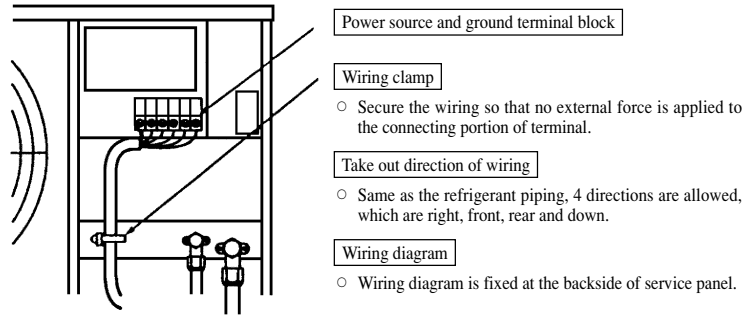 Power source and ground terminal block
Wiring clamp
○ Secure the wiring so that no external force is applied to
the connecting portion of terminal.
Take out direction of wiring
○ Same as the refrigerant piping, 4 directions are allowed,
which are right, front, rear and down.
Wiring diagram
○ Wiring diagram is fixed at the backside of service panel.